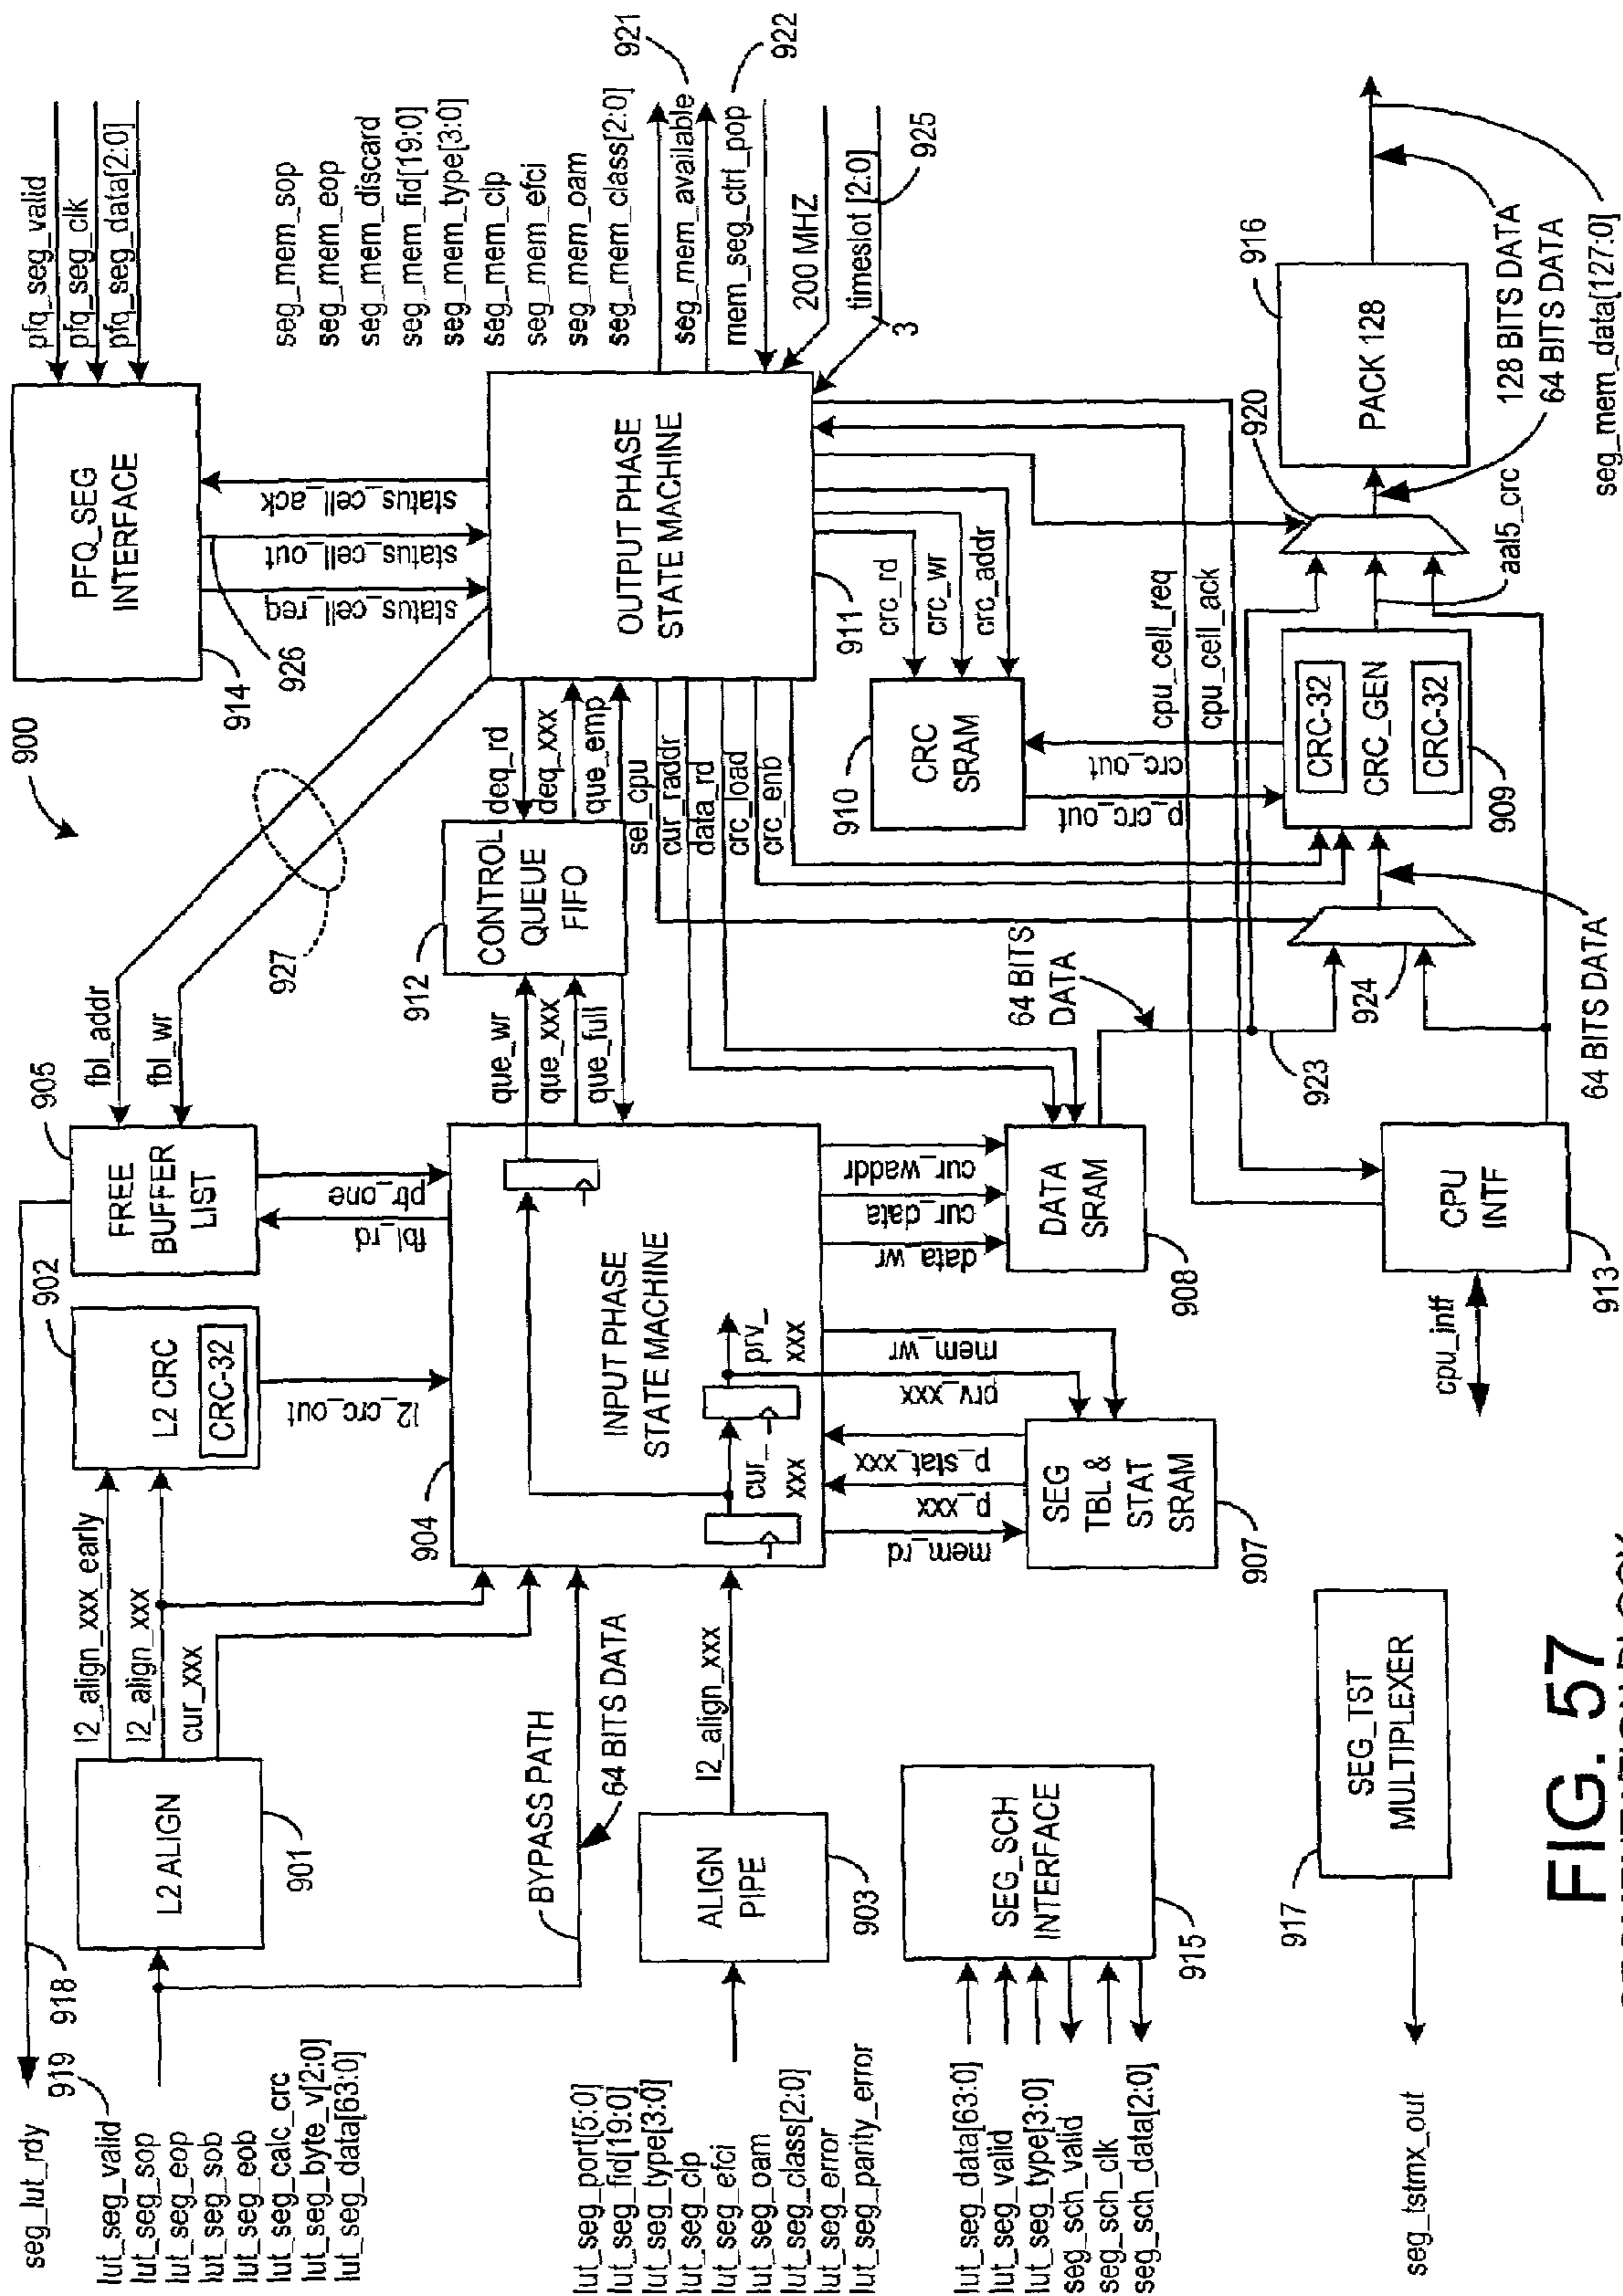 900
seg_lut_rdy
918
919
lut_seg_valid
lut_seg_sop
lut_seg_eop
lut_seg_sob
lut_seg_eob
lut_seg_calc_crc
lut_seg_byte_v[2:0]
lut_seg_data[63:0]
L2 ALIGN
901
l2_align_xxx_early
l2_align_xxx
cur_xxx
BYPASS PATH
64 BITS DATA
L2 CRC
CRC-32
902
l2_crc_out
FREE
BUFFER
LIST
905
fbl_rd
ptr_one
fbl_addr
fbl_wr
927
PFQ_SEG
INTERFACE
914
926
pfq_seg_valid
pfq_seg_clk
pfq_seg_data[2:0]
status_cell_req
status_cell_out
status_cell_ack
lut_seg_port[5:0]
lut_seg_fid[19:0]
lut_seg_type[3:0]
lut_seg_clp
lut_seg_efci
lut_seg_oam
lut_seg_class[2:0]
lut_seg_error
lut_seg_parity_error
ALIGN
PIPE
903
l2_align_xxx
INPUT PHASE
STATE MACHINE
904
cur_
xxx
prv_
xxx
que_wr
que_xxx
que_full
CONTROL
QUEUE
FIFO
912
deq_rd
deq_xxx
que_emp
sel_cpu
cur_raddr
data_rd
crc_load
crc_enb
OUTPUT PHASE
STATE MACHINE
911
seg_mem_sop
seg_mem_eop
seg_mem_discard
seg_mem_fid[19:0]
seg_mem_type[3:0]
seg_mem_clp
seg_mem_efci
seg_mem_oam
seg_mem_class[2:0]
921
seg_mem_available
mem_seg_ctrl_pop
922
200 MHZ
timeslot [2:0]
3
925
mem_rd
p_xxx
p_stat_xxx
prv_xxx
mem_wr
SEG
TBL &
STAT
SRAM
907
data_wr
cur_data
cur_waddr
DATA
SRAM
908
64 BITS
DATA
923
924
64 BITS DATA
CRC
SRAM
910
crc_rd
crc_wr
crc_addr
p_crc_out
crc_out
cpu_cell_req
cpu_cell_ack
CRC-32
CRC_GEN
CRC-32
909
aal5_crc
920
PACK 128
916
128 BITS DATA
64 BITS DATA
seg_mem_data[127:0]
lut_seg_data[63:0]
lut_seg_valid
lut_seg_type[3:0]
seg_sch_valid
seg_sch_clk
seg_sch_data[2:0]
SEG_SCH
INTERFACE
915
CPU
INTF
913
cpu_intf
SEG_TST
MULTIPLEXER
917
seg_tstmx_out
FIG. 57